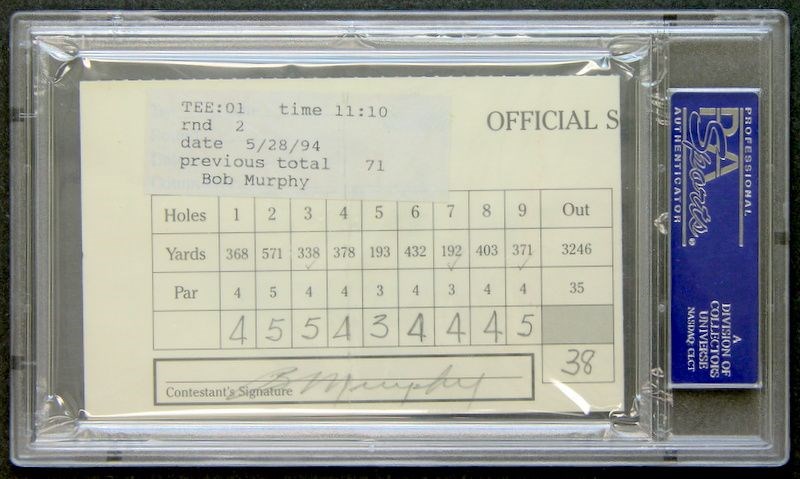 TEE:01 time 11:10
rnd 2
date 5/28/94
previous total 71
Bob Murphy
OFFICIAL S
Holes 1 2 3 4 5 6 7 8 9 Out
Yards 368 571 338 378 193 432 192 403 371 3246
Par 4 5 4 4 3 4 3 4 4 35
4 5 5 4 3 4 4 4 5
38
B Murphy
Contestant's Signature
PSA
Sports
PROFESSIONAL
AUTHENTICATOR
A
DIVISION OF
COLLECTORS
UNIVERSE
NASDAQ: CLCT